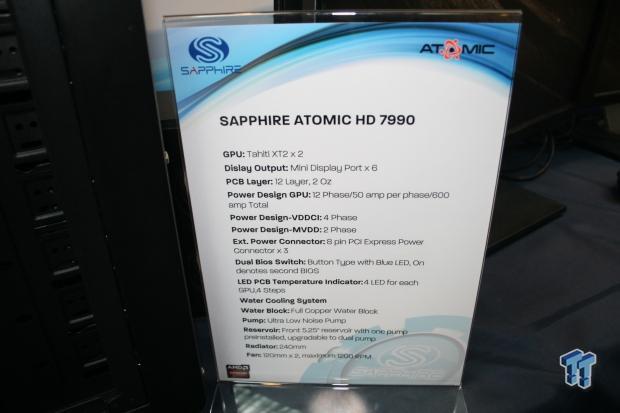 SAPPHIRE
ATOMIC
SAPPHIRE ATOMIC HD 7990
GPU: Tahiti XT2 x 2
Dislay Output: Mini Display Port x 6
PCB Layer: 12 Layer, 2 Oz
Power Design GPU: 12 Phase/50 amp per phase/600
amp Total
Power Design-VDDCI: 4 Phase
Power Design-MVDD: 2 Phase
Ext. Power Connector: 8 pin PCI Express Power
Connector x 3
Dual Bios Switch: Button Type with Blue LED, On
denotes second BIOS
LED PCB Temperature Indicator: 4 LED for each
GPU,4 Steps
Water Cooling System
Water Block: Full Copper Water Block
Pump: Ultra Low Noise Pump
Reservoir: Front 5.25" reservoir with one pump
preinstalled, upgradable to dual pump
Radiator: 240mm
Fan: 120mm x 2, maximum 1200 RPM
SAPPHIRE
AMD
TT